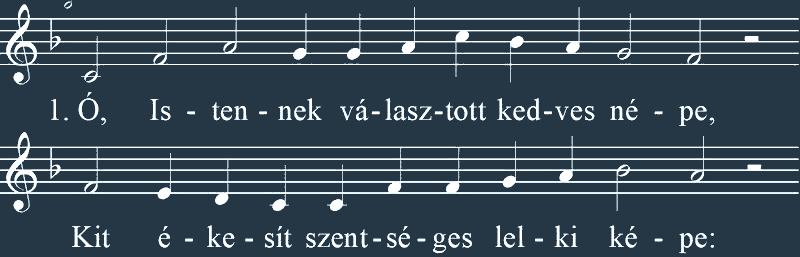 1. Ó, Is - ten - nek vá - lasz - tott ked - ves né - pe,
Kit é - ke - sít szent - sé - ges lel - ki ké - pe: